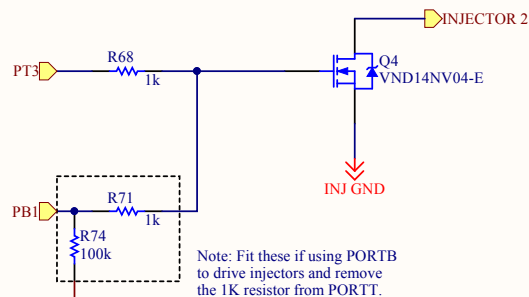 INJECTOR 2
R68
PT3
1k
Q4
VND14NV04-E
INJ GND
R71
PB1
1k
R74
100k
Note: Fit these if using PORTB
to drive injectors and remove
the 1K resistor from PORTT.